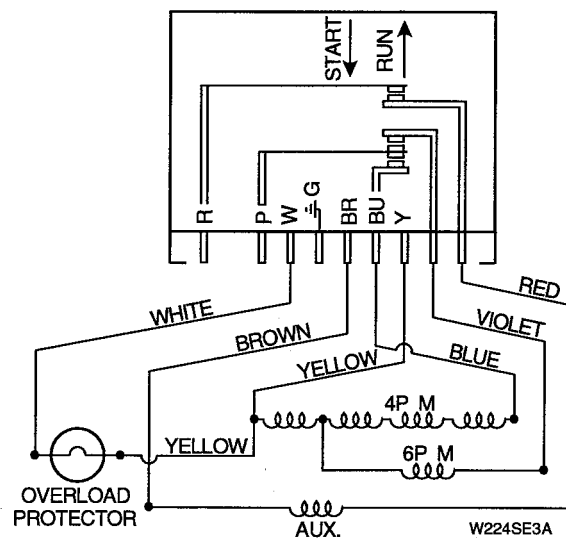 START
RUN
R
P
W
G
BR
BU
Y
RED
WHITE
VIOLET
BROWN
YELLOW
BLUE
4P M
YELLOW
6P M
OVERLOAD
PROTECTOR
AUX.
W224SE3A